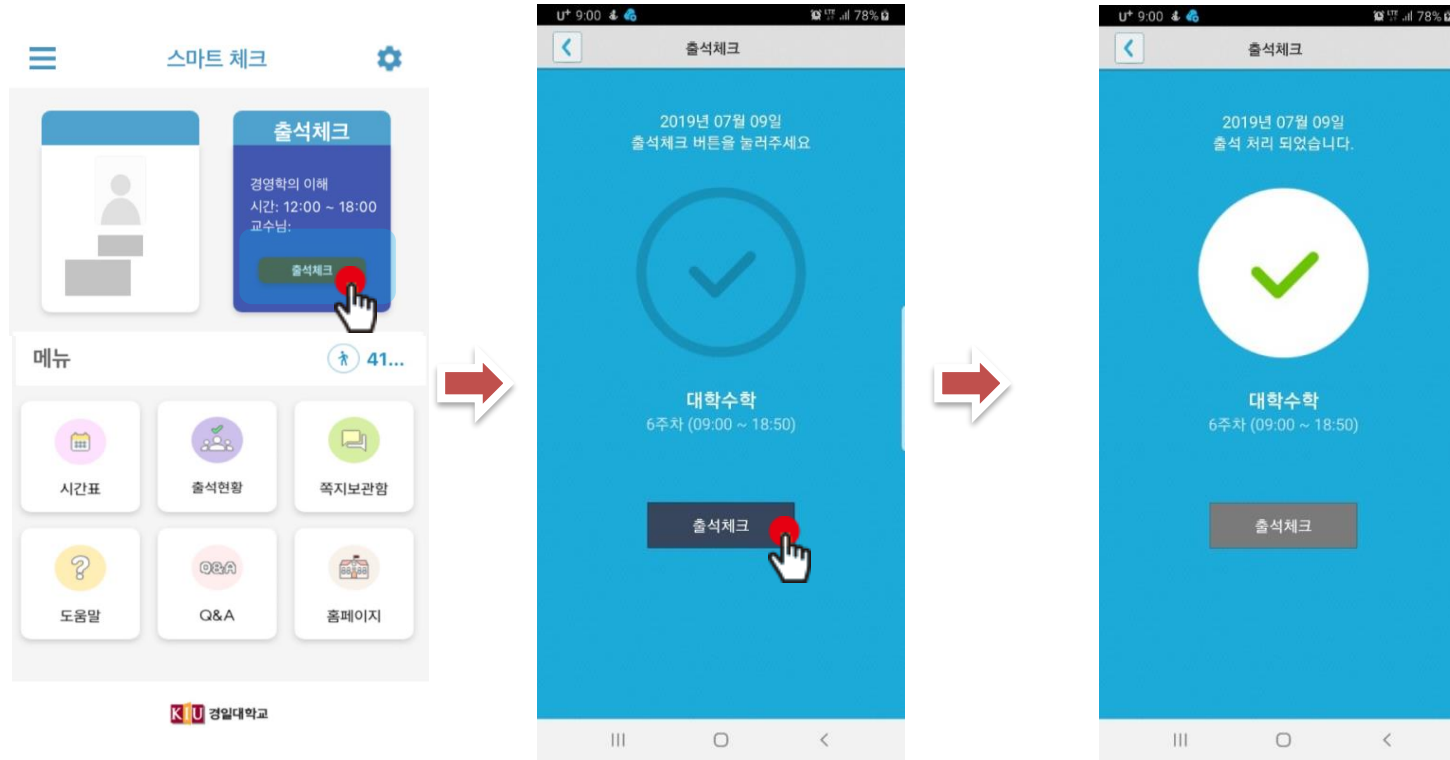 스마트 체크
출석체크
경영학의 이해
시간: 12:00 ~ 18:00
교수님:
출석체크
메뉴
41...
시간표
출석현황
쪽지보관함
Q&A
도움말
Q&A
홈페이지
KIU 경일대학교
U+ 9:00
LTE
78%
출석체크
2019년 07월 09일
출석체크 버튼을 눌러주세요
대학수학
6주차 (09:00 ~ 18:50)
출석체크
U+ 9:00
LTE
78%
출석체크
2019년 07월 09일
출석 처리 되었습니다.
대학수학
6주차 (09:00 ~ 18:50)
출석체크